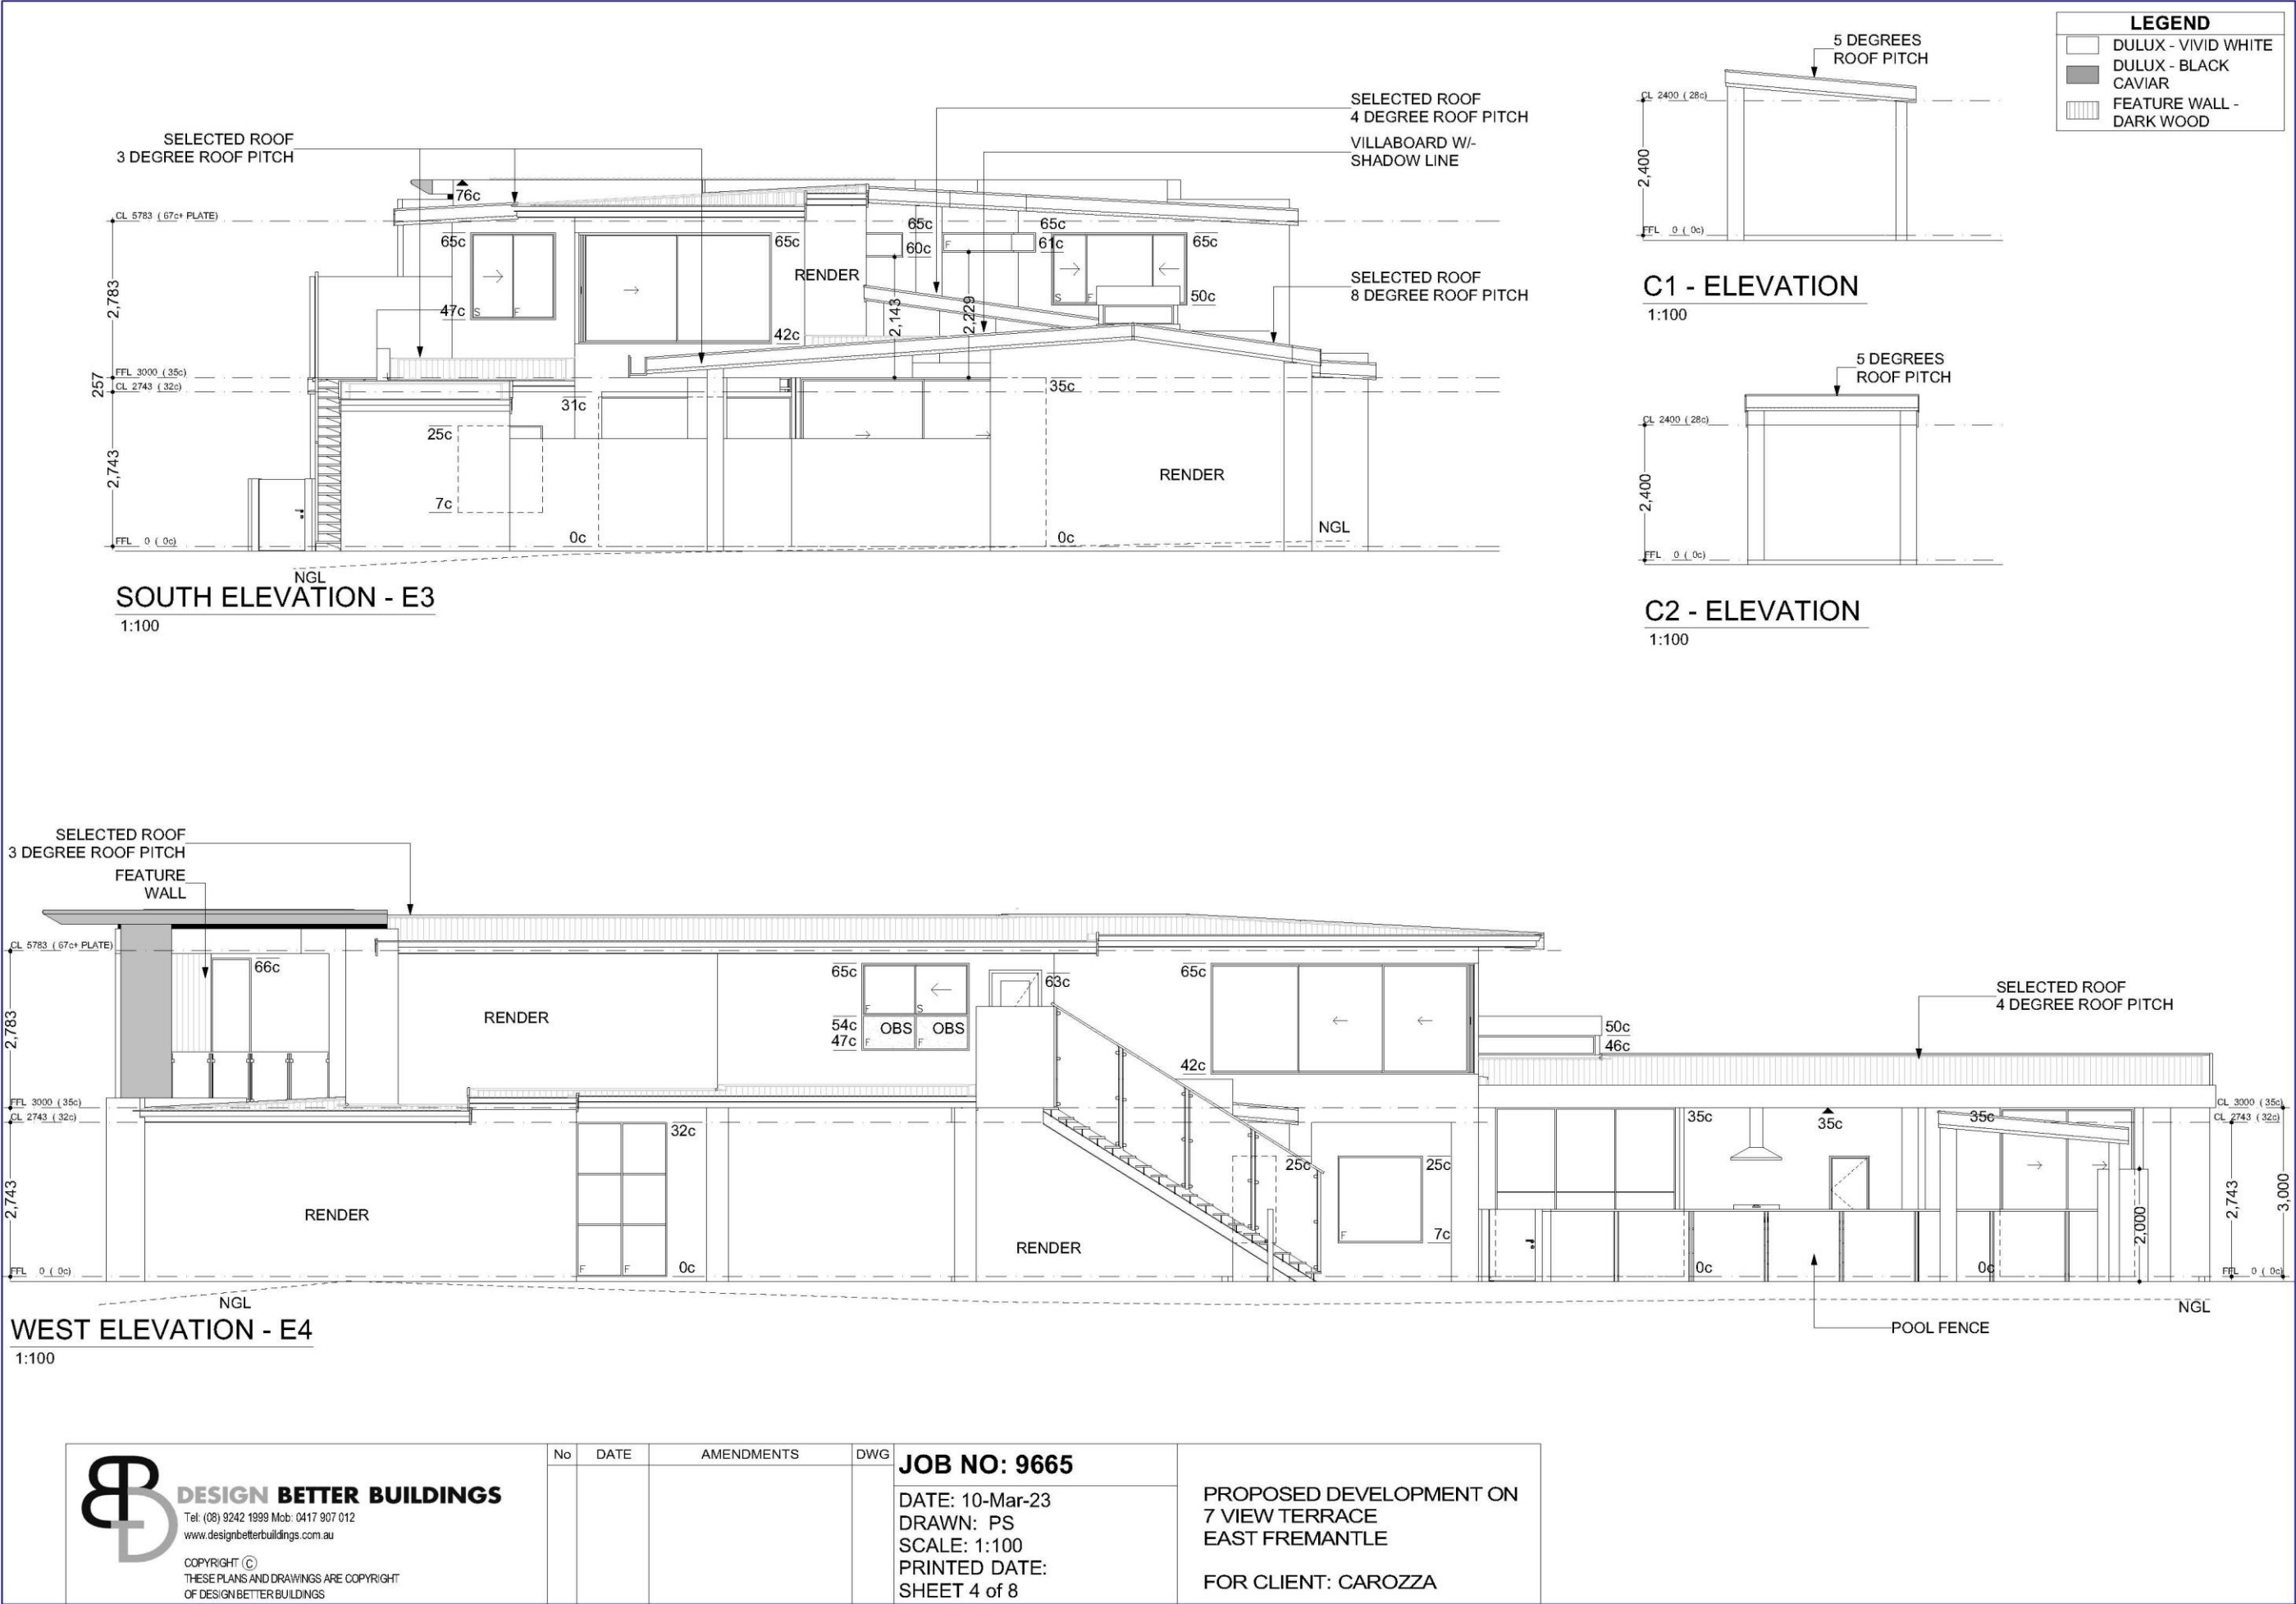 LEGEND
DULUX - VIVID WHITE
DULUX - BLACK
CAVIAR
FEATURE WALL -
DARK WOOD
5 DEGREES
ROOF PITCH
CL 2400 ( 28c)
2,400
FFL 0 ( 0c)
C1 - ELEVATION
1:100
5 DEGREES
ROOF PITCH
CL 2400 ( 28c)
2,400
FFL 0 ( 0c)
C2 - ELEVATION
1:100
SELECTED ROOF
3 DEGREE ROOF PITCH
SELECTED ROOF
4 DEGREE ROOF PITCH
VILLABOARD W/-
SHADOW LINE
SELECTED ROOF
8 DEGREE ROOF PITCH
76c
CL 5783 ( 67c+ PLATE)
65c
65c
65c
60c
65c
61c
65c
RENDER
2,783
2,143
2,229
47c
S
F
F
S
F
50c
42c
FFL 3000 ( 35c)
257
CL 2743 ( 32c)
35c
31c
25c
2,743
RENDER
7c
0c
0c
NGL
FFL 0 ( 0c)
NGL
SOUTH ELEVATION - E3
1:100
SELECTED ROOF
3 DEGREE ROOF PITCH
FEATURE
WALL
CL 5783 ( 67c+ PLATE)
66c
65c
63c
65c
SELECTED ROOF
4 DEGREE ROOF PITCH
RENDER
F
S
2,783
54c
OBS OBS
47c
F
F
50c
46c
42c
FFL 3000 ( 35c)
CL 2743 ( 32c)
32c
35c
35c
35c
CL 3000 ( 35c)
CL 2743 ( 32c)
25c
25c
2,743
RENDER
RENDER
F
7c
2,000
2,743
3,000
F
F
0c
0c
0c
FFL 0 ( 0c)
FFL 0 ( 0c)
NGL
NGL
POOL FENCE
WEST ELEVATION - E4
1:100
DESIGN BETTER BUILDINGS
Tel: (08) 9242 1999 Mob: 0417 907 012
www.designbetterbuildings.com.au
COPYRIGHT ©
THESE PLANS AND DRAWINGS ARE COPYRIGHT
OF DESIGN BETTER BUILDINGS
No DATE AMENDMENTS DWG
JOB NO: 9665
DATE: 10-Mar-23
DRAWN: PS
SCALE: 1:100
PRINTED DATE:
SHEET 4 of 8
PROPOSED DEVELOPMENT ON
7 VIEW TERRACE
EAST FREMANTLE
FOR CLIENT: CAROZZA